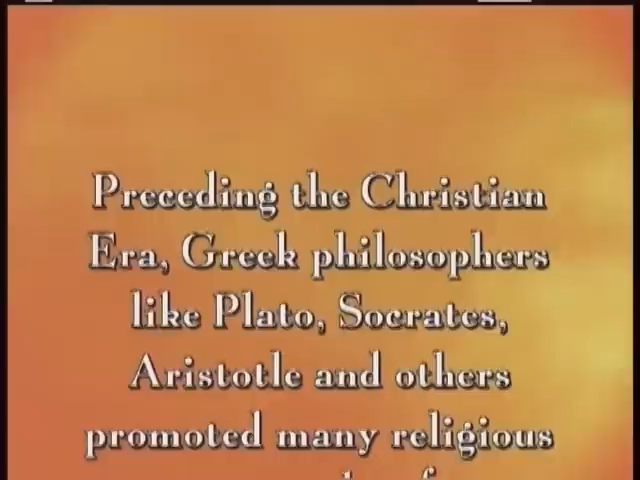 Preceding the Christian
Era, Greek philosophers
like Plato, Socrates,
Aristotle and others
promoted many religious